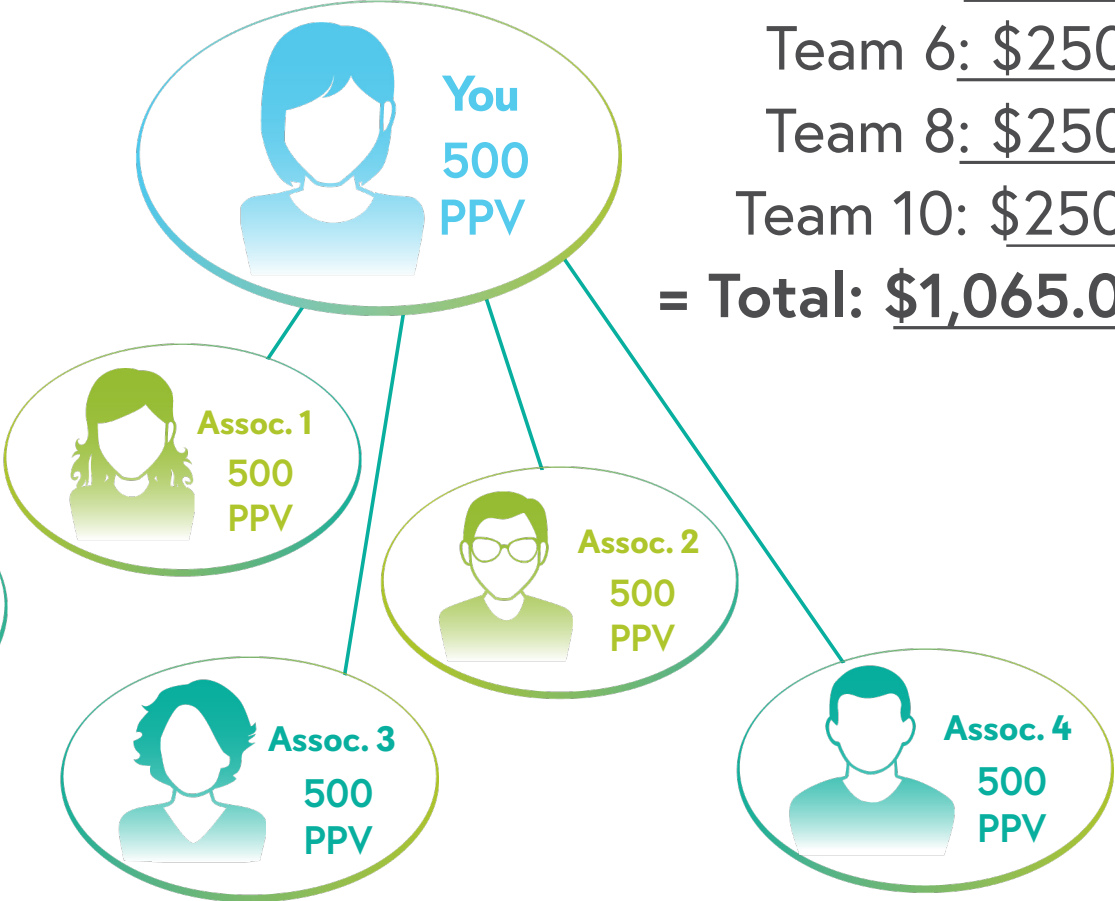 You
500
PPV
Team 6: $250
Team 8: $250
Team 10: $250
= Total: $1,065.0
Assoc. 1
500
PPV
Assoc. 2
500
PPV
Assoc. 3
500
PPV
Assoc. 4
500
PPV